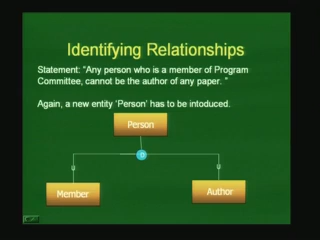 Identifying Relationships
Statement: "Any person who is a member of Program
Committee, cannot be the author of any paper. "
Again, a new entity 'Person' has to be intoduced.
Person
Member
Author